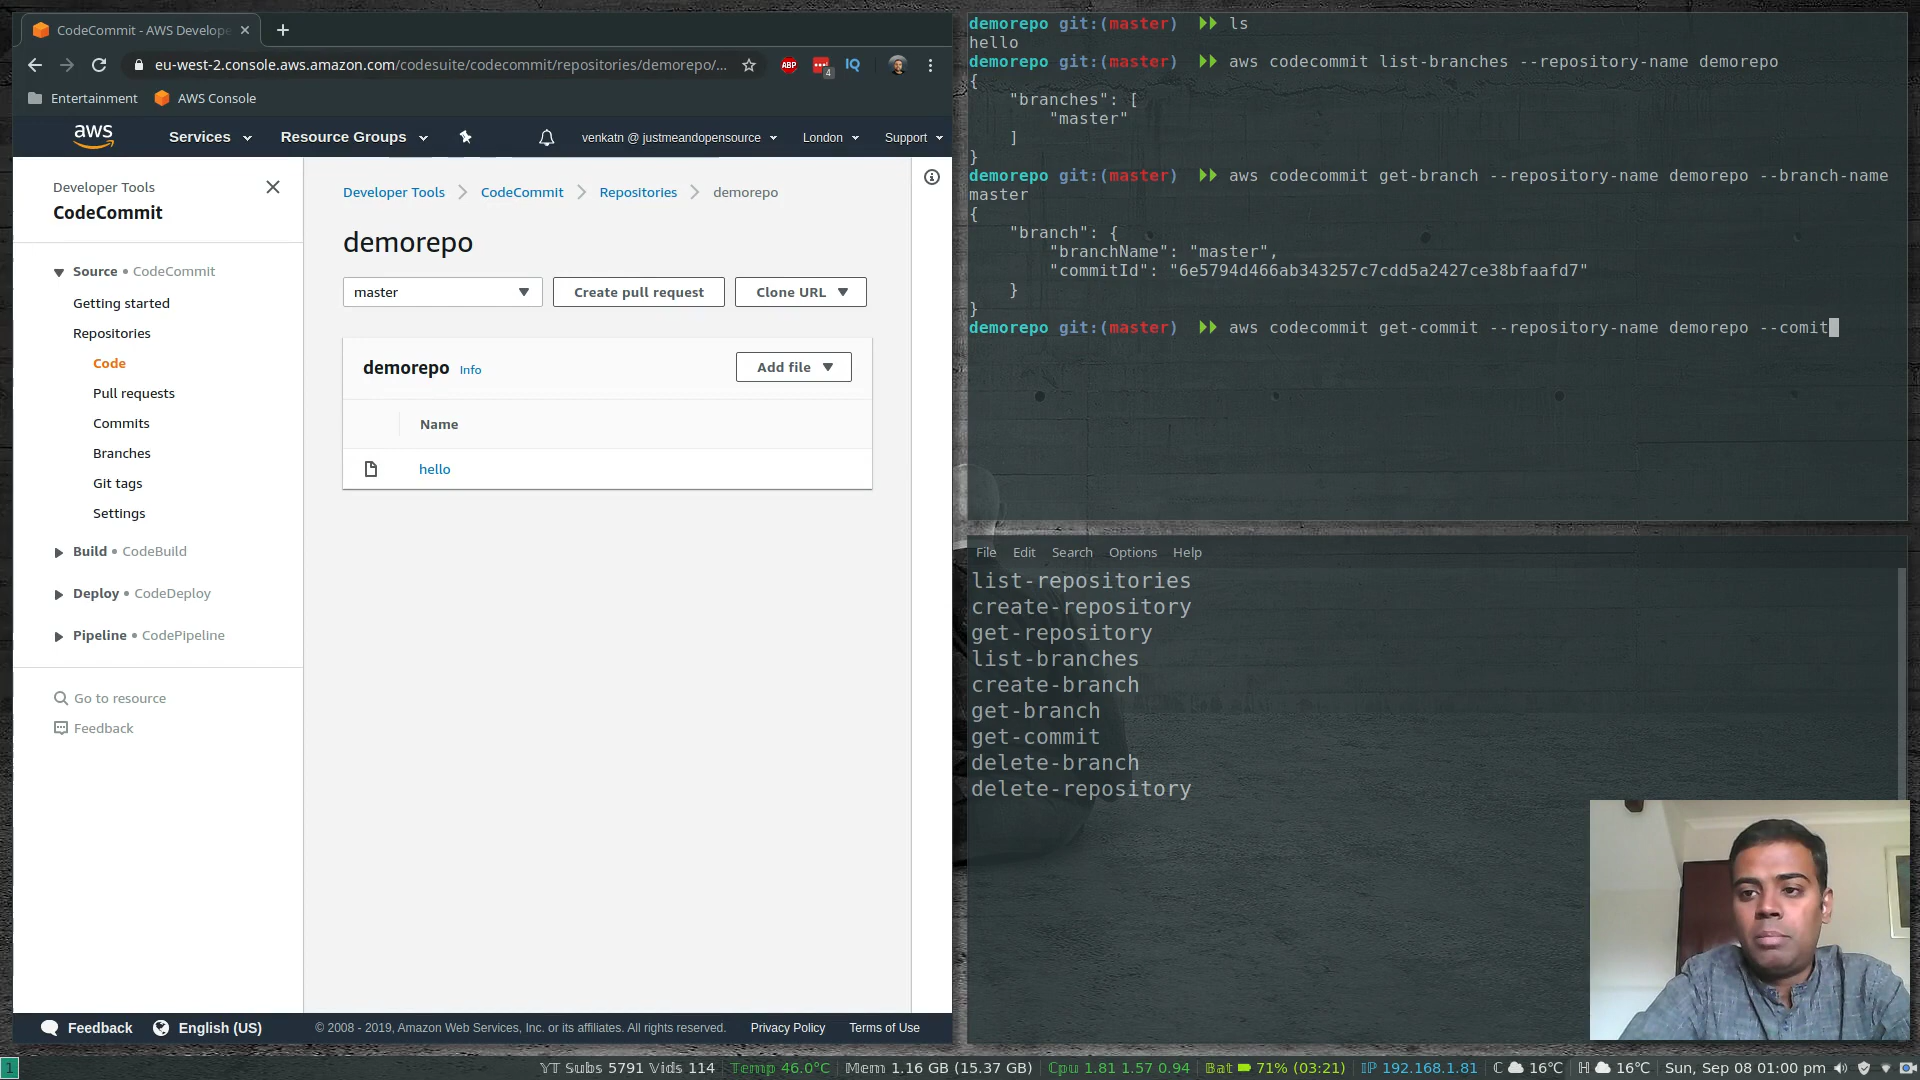 CodeCommit - AWS Develope
eu-west-2.console.aws.amazon.com/codesuite/codecommit/repositories/demorepo/...
ABP
4
IQ
Entertainment
AWS Console
aws
Services
Resource Groups
venkatn @ justmeandopensource
London
Support
Developer Tools
CodeCommit
Source • CodeCommit
Getting started
Repositories
Code
Pull requests
Commits
Branches
Git tags
Settings
Build • CodeBuild
Deploy • CodeDeploy
Pipeline • CodePipeline
Go to resource
Feedback
Developer Tools
CodeCommit
Repositories
demorepo
demorepo
master
Create pull request
Clone URL
demorepo Info
Add file
Name
hello
Feedback
English (US)
© 2008 - 2019, Amazon Web Services, Inc. or its affiliates. All rights reserved.
Privacy Policy
Terms of Use
demorepo git:(master) ls
hello
demorepo git:(master) aws codecommit list-branches --repository-name demorepo
{
"branches": [
"master"
]
}
demorepo git:(master) aws codecommit get-branch --repository-name demorepo --branch-name
master
{
"branch": {
"branchName": "master",
"commitId": "6e5794d466ab343257c7cdd5a2427ce38bfaafd7"
}
}
demorepo git:(master) aws codecommit get-commit --repository-name demorepo --comit
File Edit Search Options Help
list-repositories
create-repository
get-repository
list-branches
create-branch
get-branch
get-commit
delete-branch
delete-repository
1
YT Subs 5791 Vids 114
Temp 46.0°C
Mem 1.16 GB (15.37 GB)
Cpu 1.81 1.57 0.94
Bat 71% (03:21)
IP 192.168.1.81
C 16°C
H 16°C
Sun, Sep 08 01:00 pm